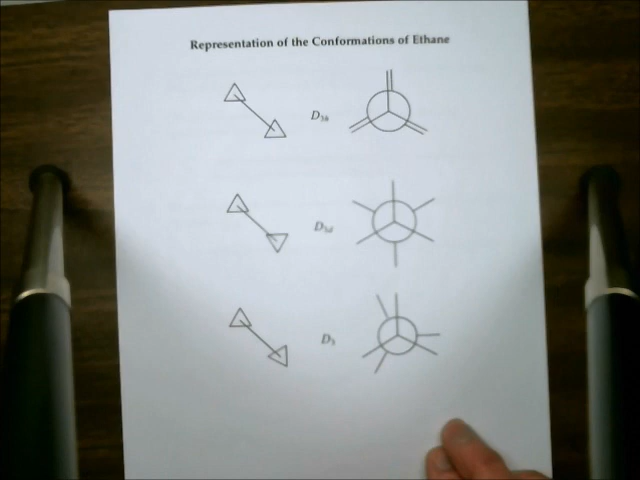 Representation of the Conformations of Ethane
D3h
D3d
D3